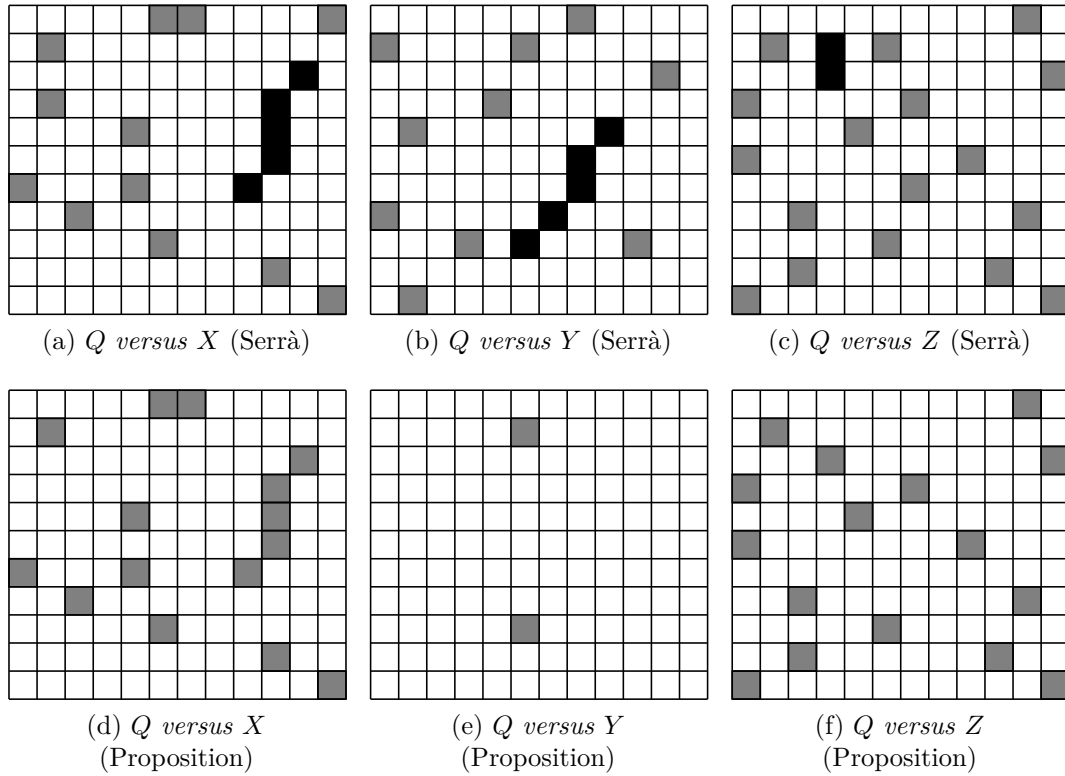 (a) Q versus X (Serrà)
(b) Q versus Y (Serrà)
(c) Q versus Z (Serrà)
(d) Q versus X
(Proposition)
(e) Q versus Y
(Proposition)
(f) Q versus Z
(Proposition)